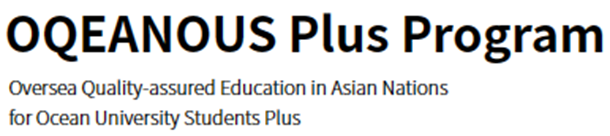 OQEANOUS Plus Program
Oversea Quality-assured Education in Asian Nations
for Ocean University Students Plus